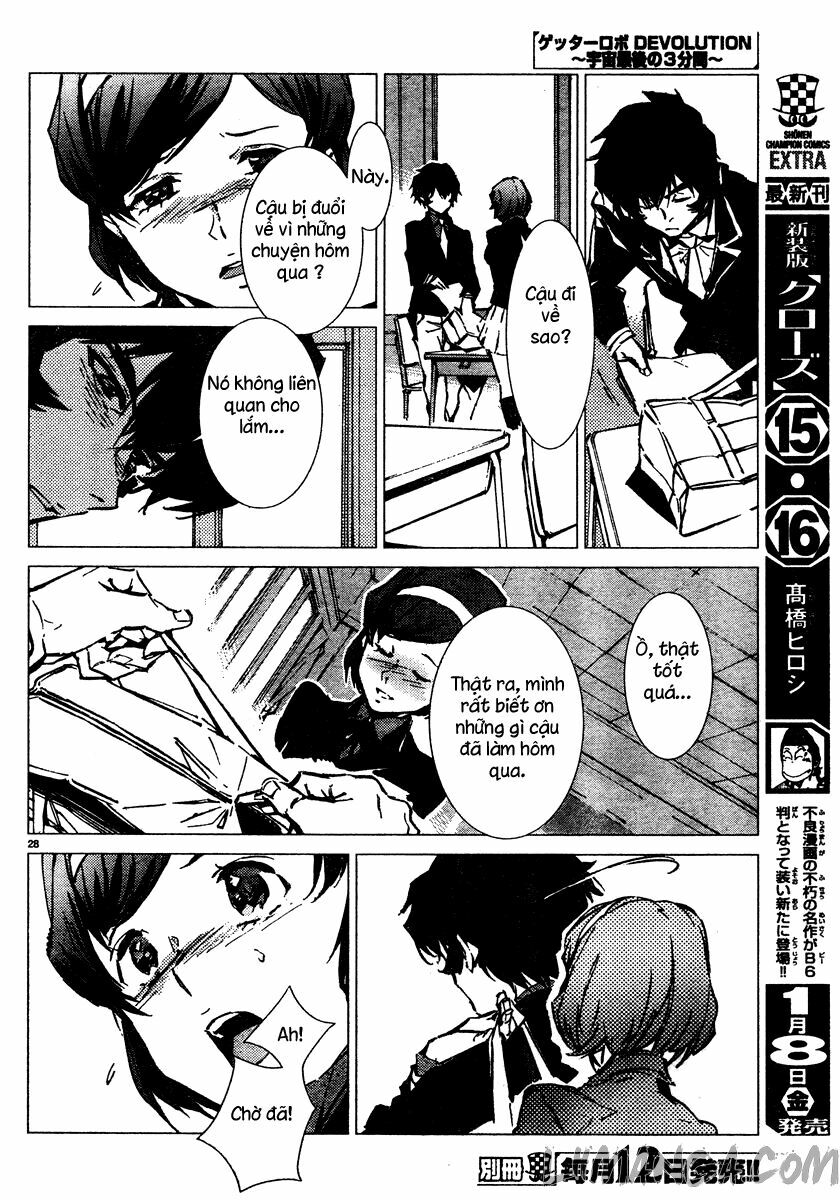 『ゲッターロボ DEVOLUTION
～宇宙最後の3分間～
Cậu đi
về
sao?
Này.
Cậu bị đuổi
về vì những
chuyện hôm
qua ?
Nó không liên
quan cho
lắm...
Ồ, thật
tốt
quá...
Thật ra, mình
rất biết ơn
những gì cậu
đã làm hôm
qua.
28
Ah!
Chờ đã!
SHŌNEN
CHAMPION COMICS
EXTRA
最新刊
新装版『クローズ』⑮・⑯
髙橋ヒロシ
不良漫画の不朽の名作がB6
判となって装い新たに登場!!
1月8日㊎発売
別冊
毎月12日発売!!